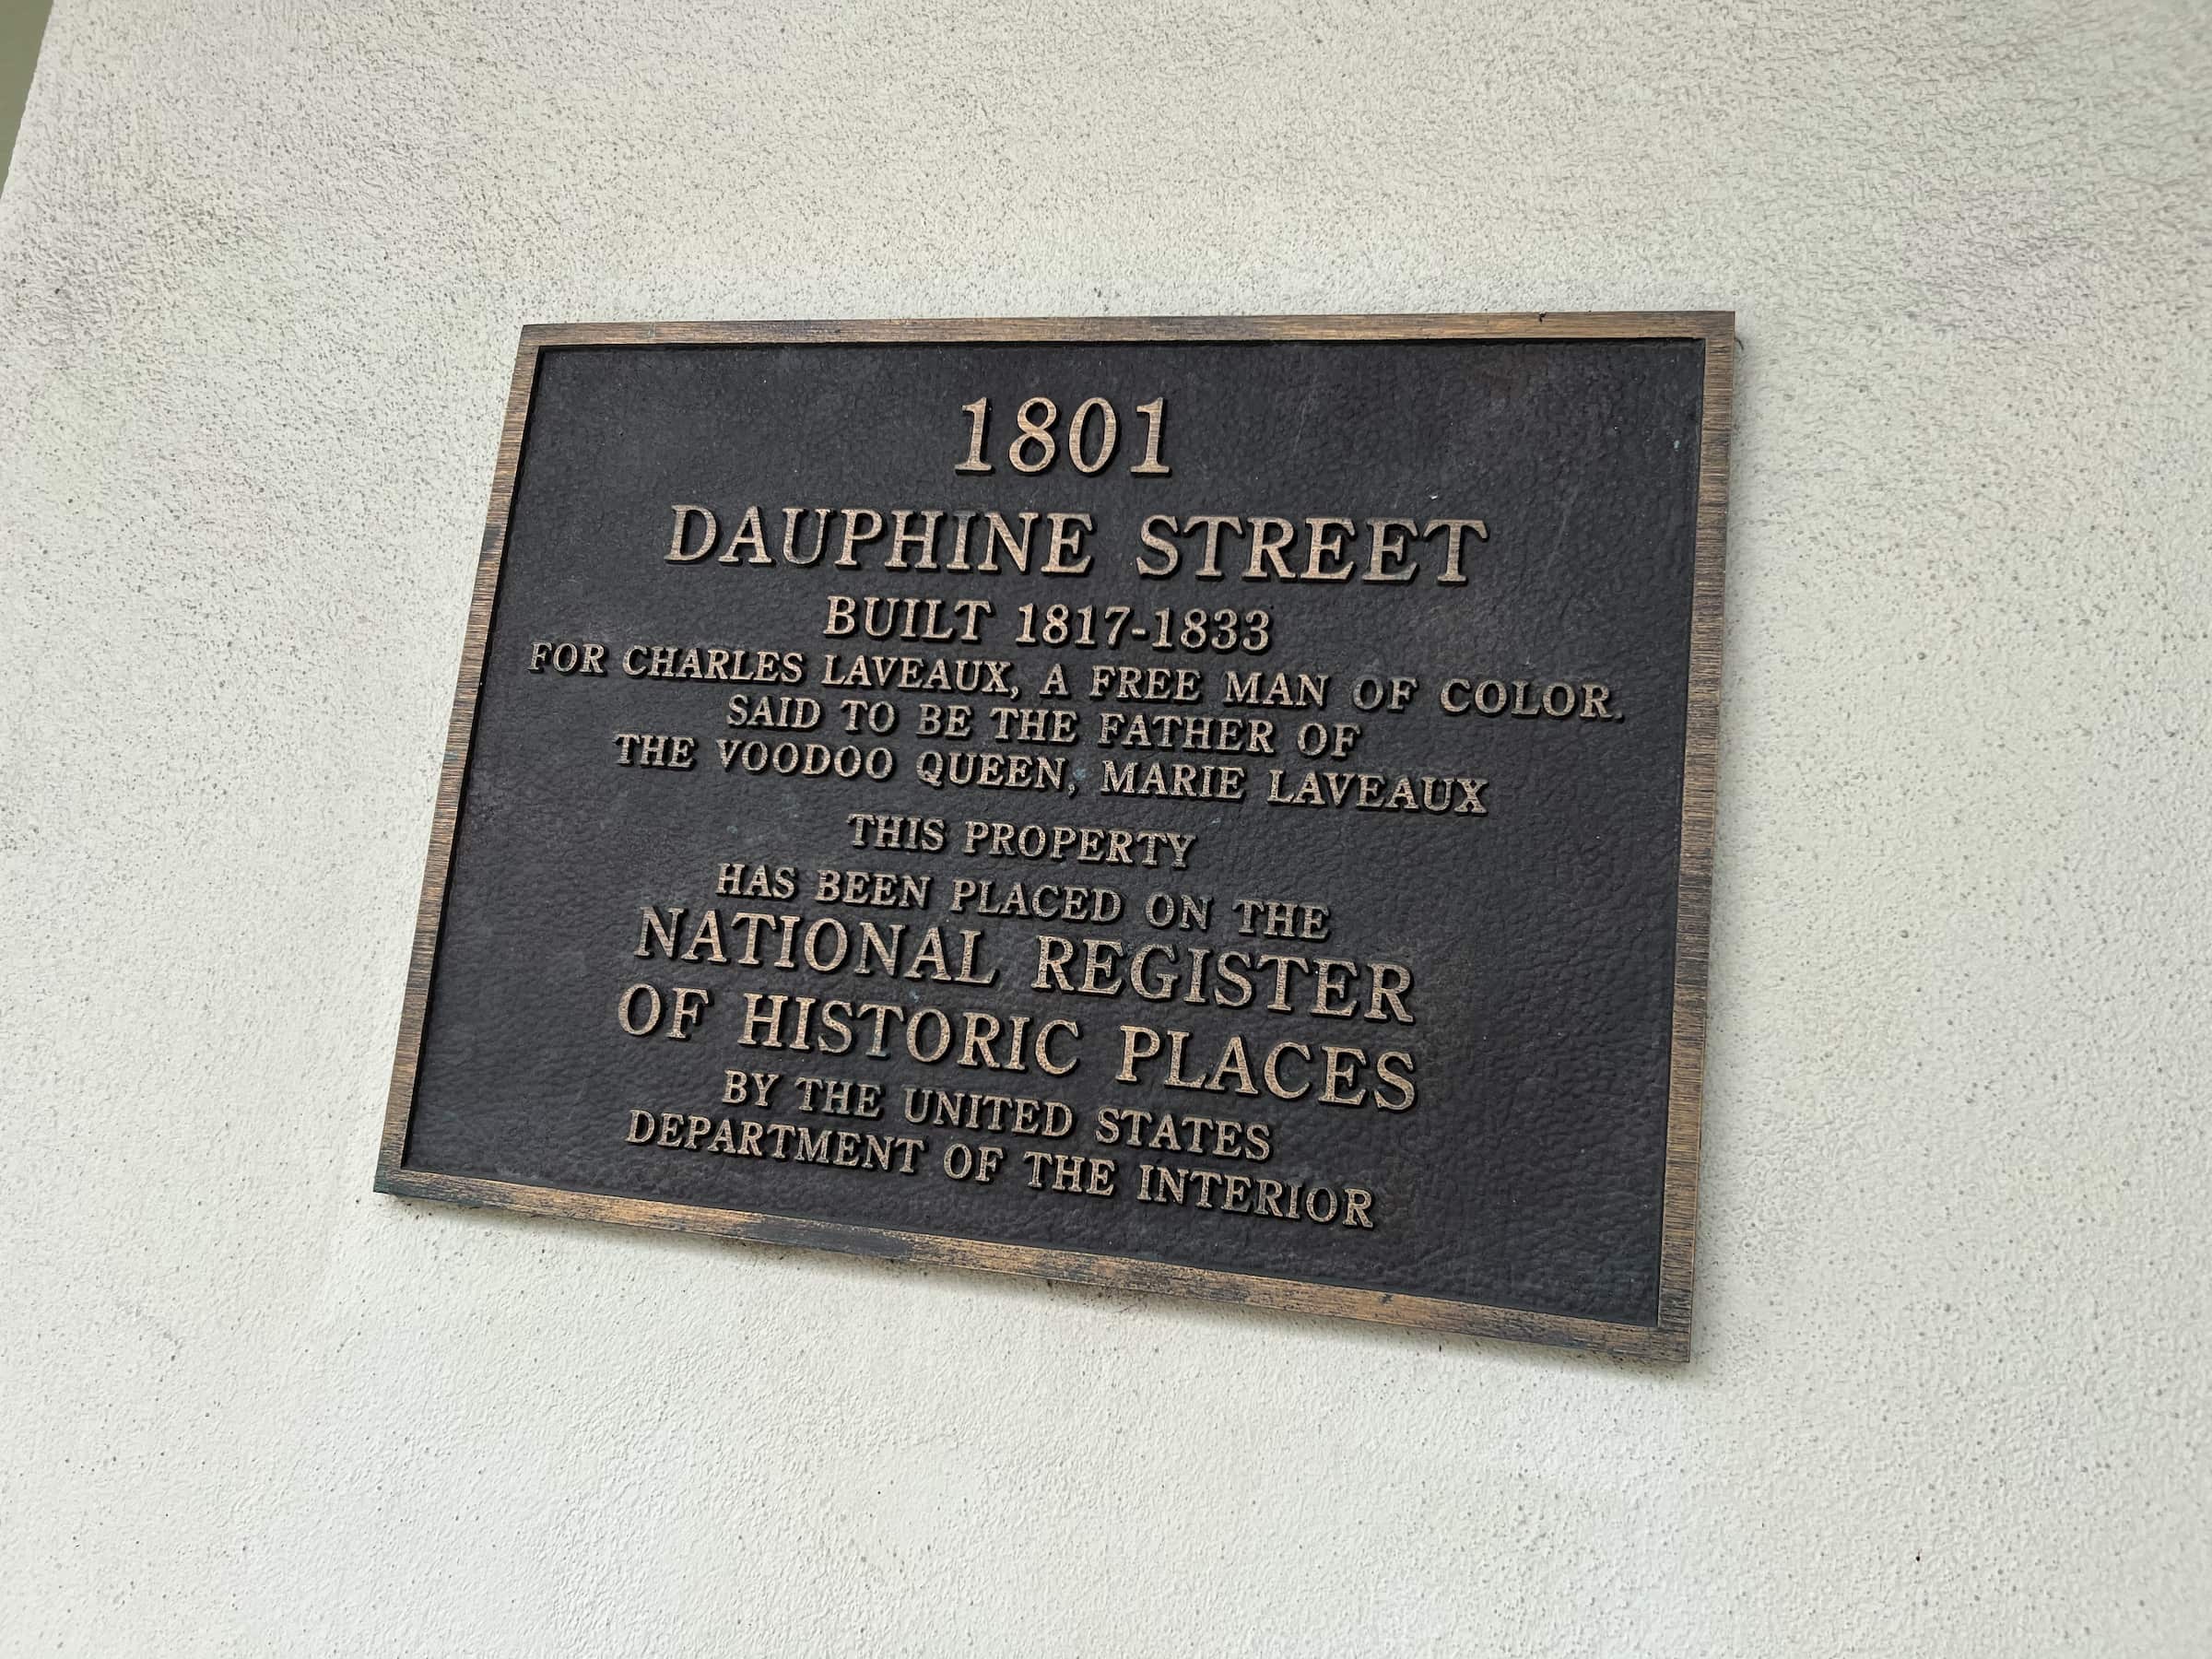 1801
DAUPHINE STREET
BUILT 1817-1833
FOR CHARLES LAVEAUX, A FREE MAN OF COLOR.
SAID TO BE THE FATHER OF
THE VOODOO QUEEN, MARIE LAVEAUX
THIS PROPERTY
HAS BEEN PLACED ON THE
NATIONAL REGISTER
OF HISTORIC PLACES
BY THE UNITED STATES
DEPARTMENT OF THE INTERIOR